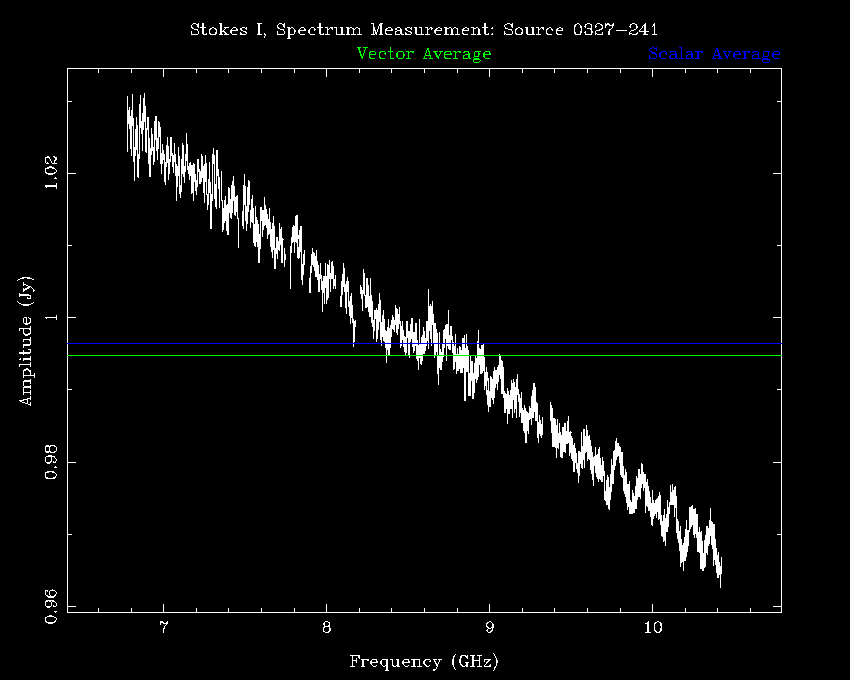 Stokes I, Spectrum Measurement: Source 0327−241
Vector Average
Scalar Average
1.02
1
0.98
0.96
Amplitude (Jy)
7
8
9
10
Frequency (GHz)